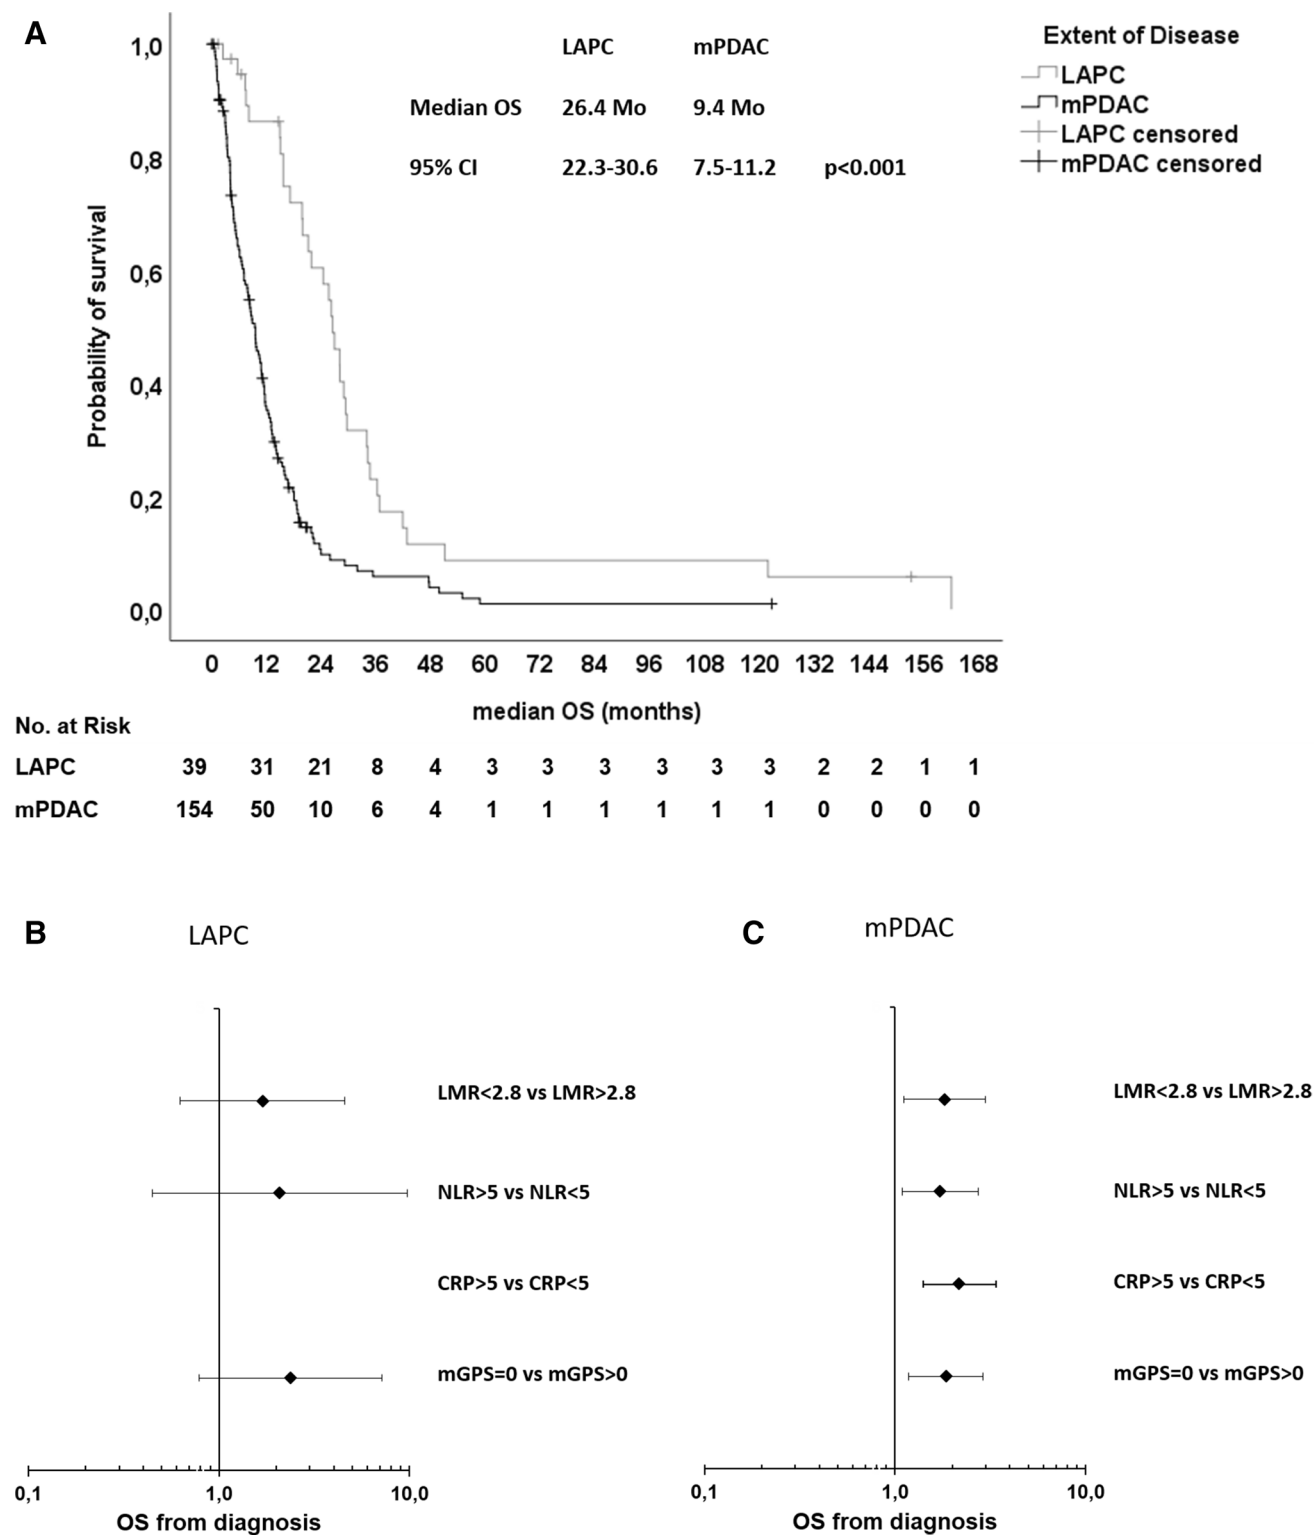 A
LAPC mPDAC
Median OS 26.4 Mo 9.4 Mo
95% CI 22.3-30.6 7.5-11.2 p<0.001
Extent of Disease
LAPC
mPDAC
LAPC censored
mPDAC censored
Probability of survival
1,0
0,8
0,6
0,4
0,2
0,0
0 12 24 36 48 60 72 84 96 108 120 132 144 156 168
median OS (months)
No. at Risk
LAPC 39 31 21 8 4 3 3 3 3 3 3 2 2 1 1
mPDAC 154 50 10 6 4 1 1 1 1 1 1 0 0 0 0
B
LAPC
LMR<2.8 vs LMR>2.8
NLR>5 vs NLR<5
CRP>5 vs CRP<5
mGPS=0 vs mGPS>0
0,1 1,0 10,0
OS from diagnosis
C
mPDAC
LMR<2.8 vs LMR>2.8
NLR>5 vs NLR<5
CRP>5 vs CRP<5
mGPS=0 vs mGPS>0
0,1 1,0 10,0
OS from diagnosis